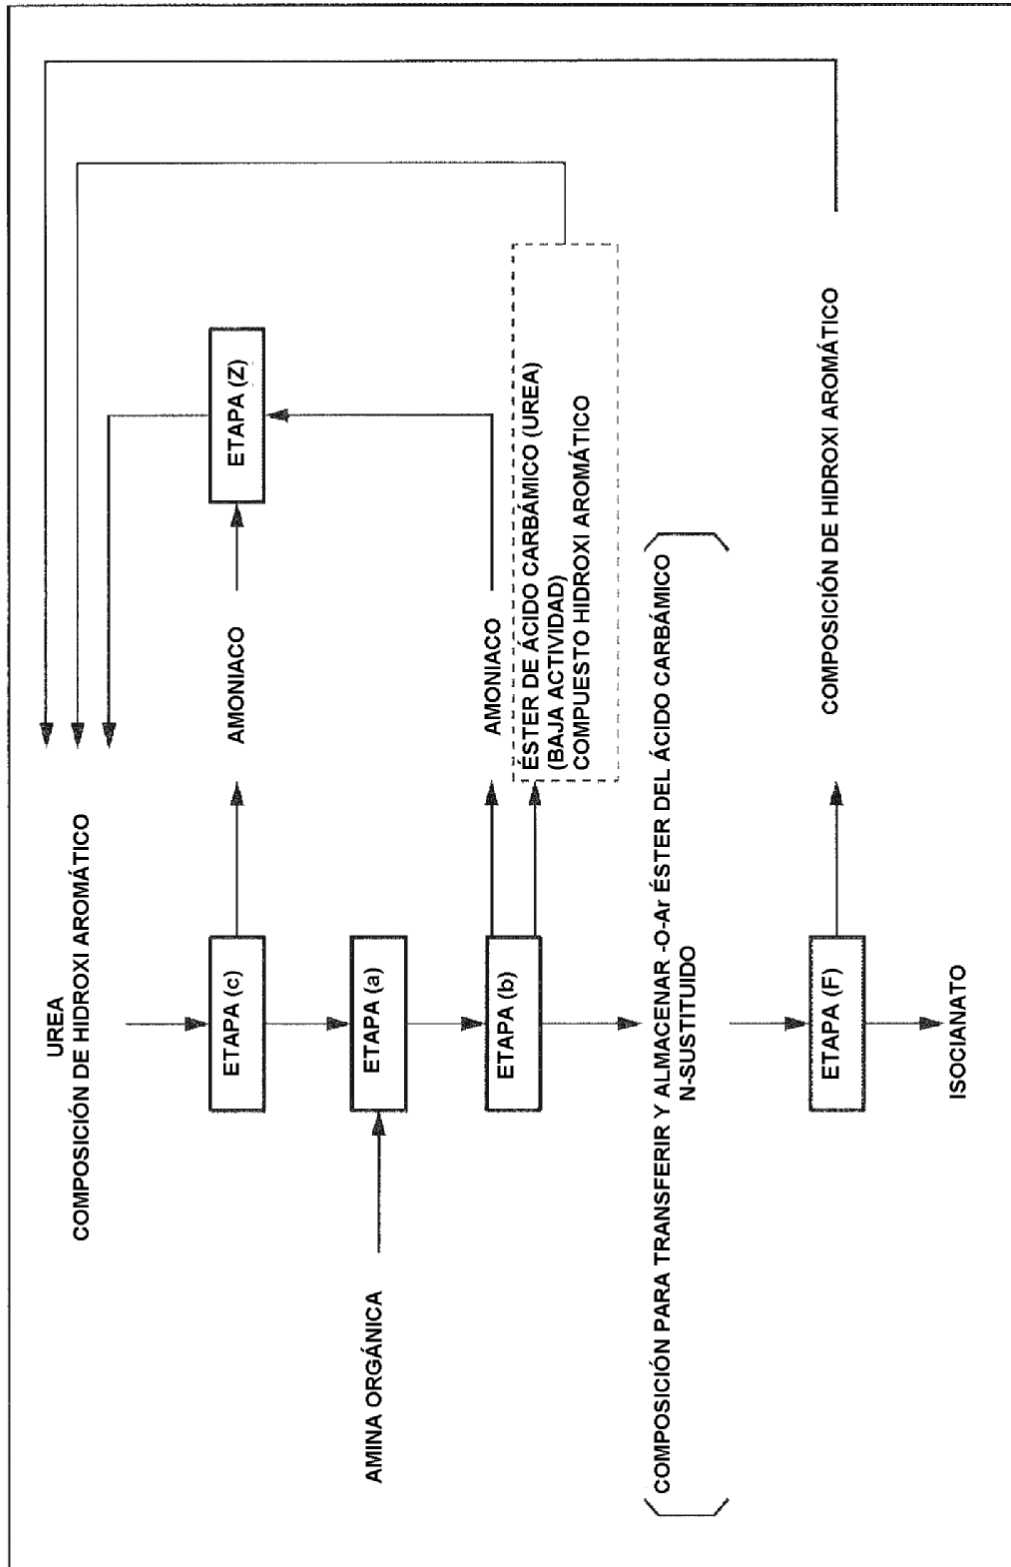 UREA
COMPOSICIÓN DE HIDROXI AROMÁTICO
ETAPA (c)
AMONIACO
ETAPA (Z)
AMINA ORGÁNICA
ETAPA (a)
ETAPA (b)
AMONIACO
ÉSTER DE ÁCIDO CARBÁMICO (UREA)
(BAJA ACTIVIDAD)
COMPUESTO HIDROXI AROMÁTICO
COMPOSICIÓN PARA TRANSFERIR Y ALMACENAR -O-Ar ÉSTER DEL ÁCIDO CARBÁMICO
N-SUSTITUIDO
ETAPA (F)
COMPOSICIÓN DE HIDROXI AROMÁTICO
ISOCIANATO